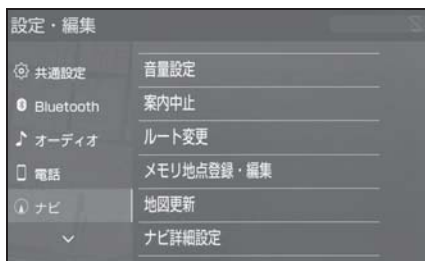 設定・編集
共通設定
Bluetooth
オーディオ
電話
ナビ
音量設定
案内中止
ルート変更
メモリ地点登録・編集
地図更新
ナビ詳細設定